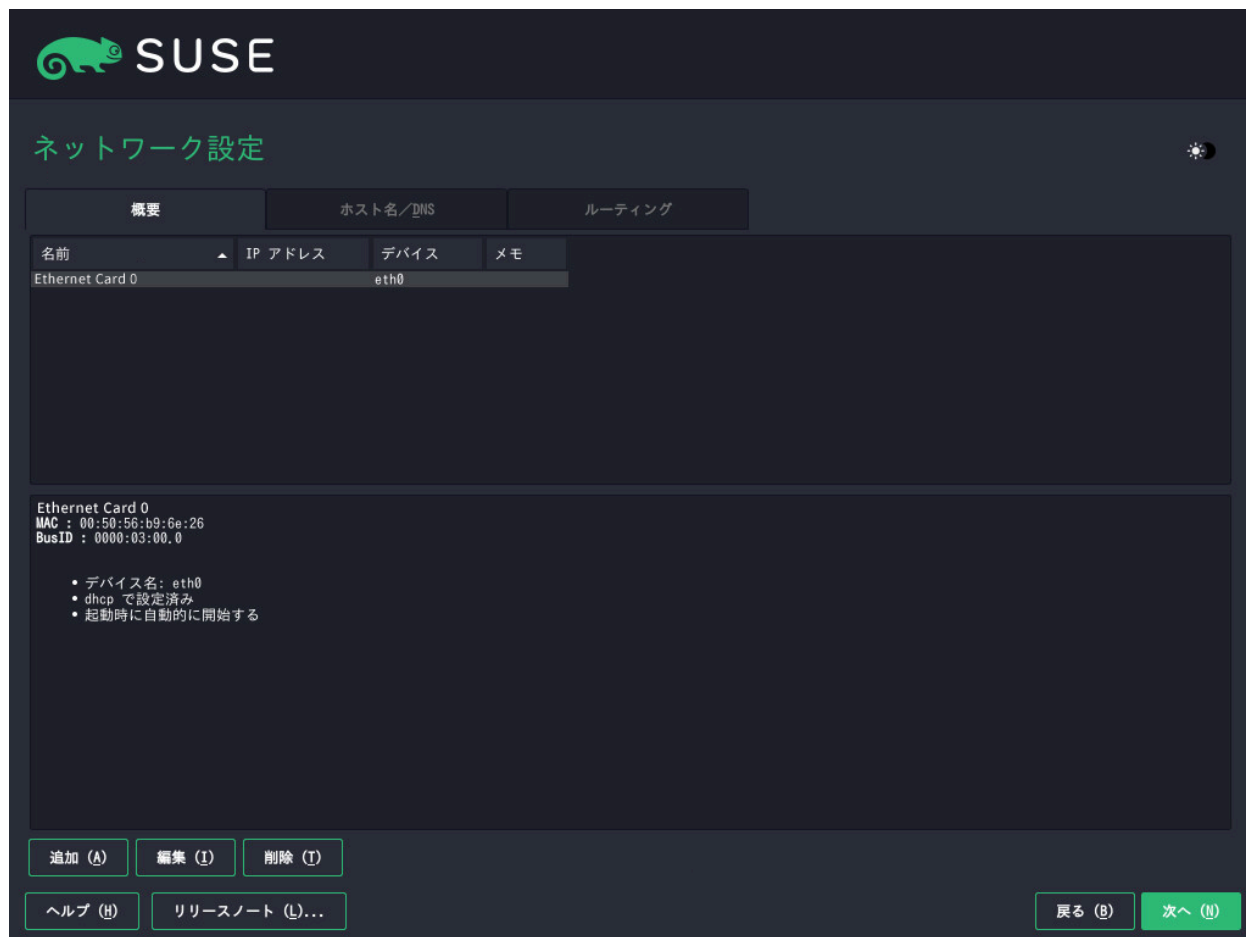 SUSE
ネットワーク設定
概要 ホスト名／DNS ルーティング
名前 IP アドレス デバイス メモ
Ethernet Card 0 eth0
Ethernet Card 0
MAC : 00:50:56:b9:6e:26
BusID : 0000:03:00.0
• デバイス名: eth0
• dhcp で設定済み
• 起動時に自動的に開始する
追加 (A) 編集 (I) 削除 (T)
ヘルプ (H) リリースノート (L)... 戻る (B) 次へ (N)